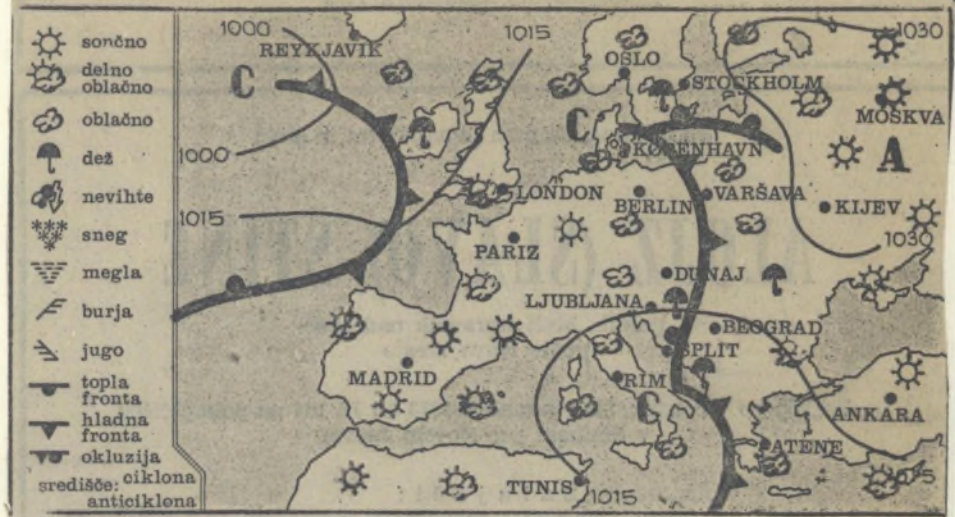 sončno
delno
oblačno
oblačno
dež
nevihte
sneg
megla
burja
jugo
topla
fronta
hladna
fronta
okluzija
središče: ciklona
anticiklona
1000
REYKJAVIK
1015
OSLO
1030
C
STOCKHOLM
MOSKVA
C
1000
KØBENHAVN
A
LONDON
BERLIN
VARŠAVA
1015
KIJEV
PARIZ
1030
DUNAJ
LJUBLJANA
BEOGRAD
SPLIT
MADRID
RIM
C
ANKARA
ATENE
TUNIS
1015
1015